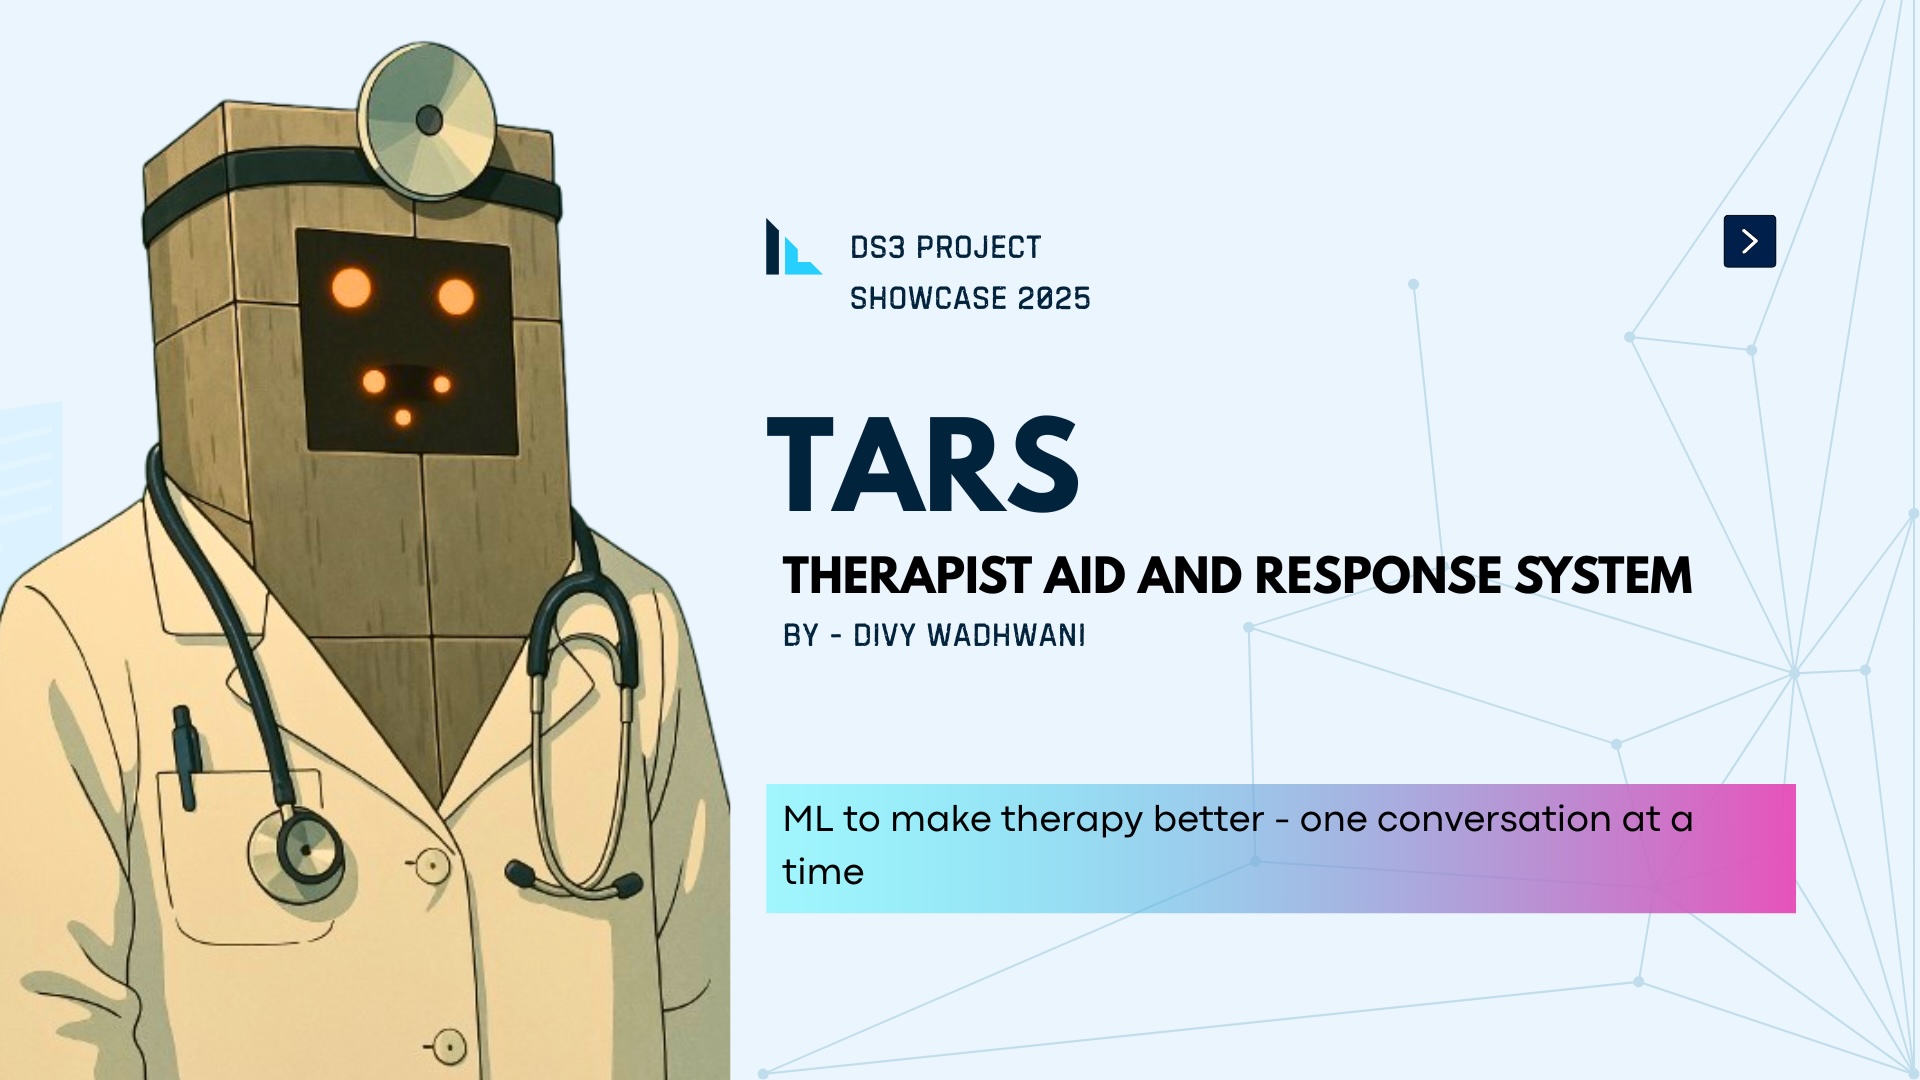 DS3 PROJECT
SHOWCASE 2025
TARS
THERAPIST AID AND RESPONSE SYSTEM
BY - DIVY WADHWANI
ML to make therapy better - one conversation at a
time